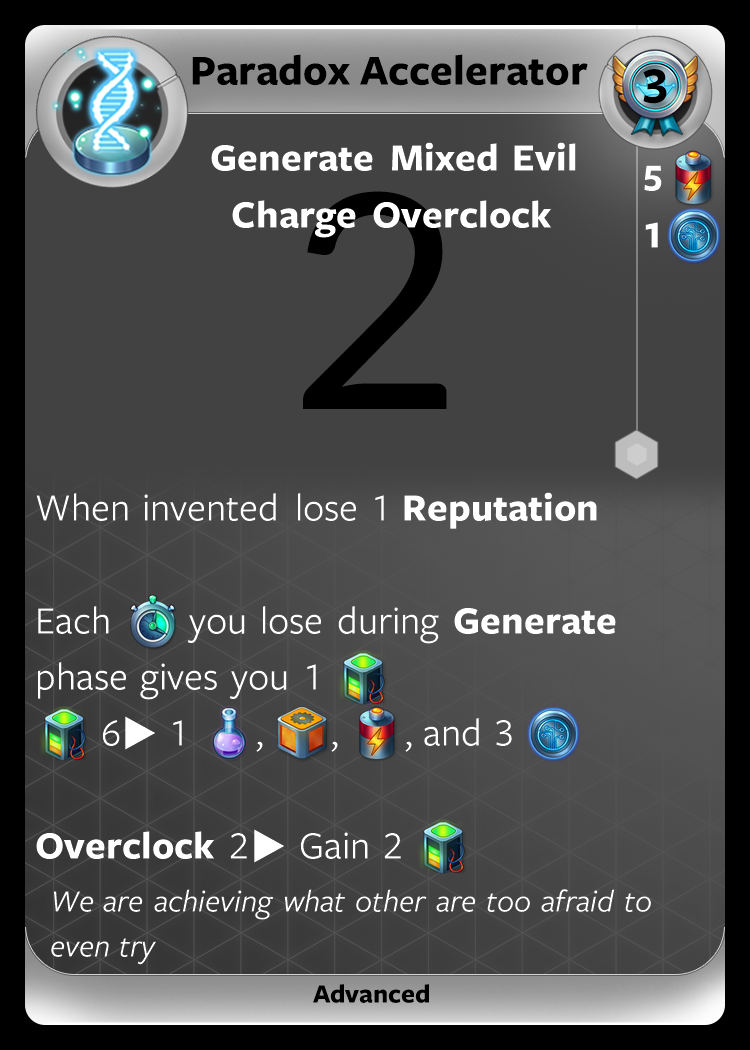 Paradox Accelerator
3
Generate Mixed Evil
5
Charge Overclock
1
2
When invented lose 1 Reputation
Each you lose during Generate
phase gives you 1
6▶ 1 , , , and 3
Overclock 2▶ Gain 2
We are achieving what other are too afraid to
even try
Advanced